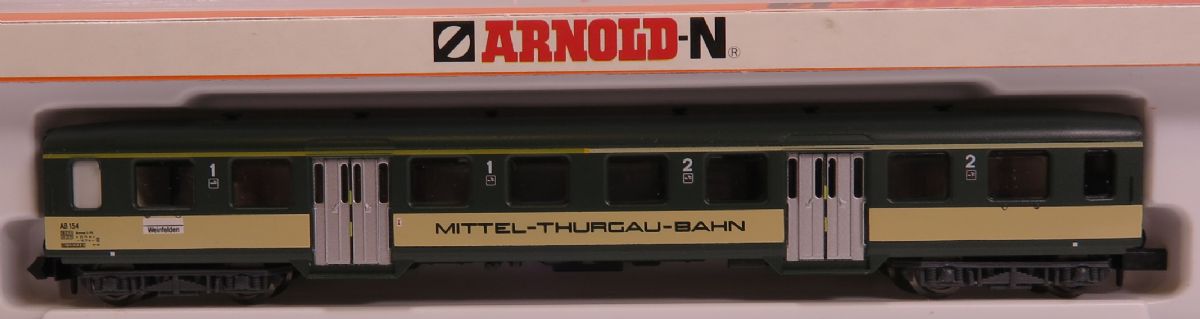 ARNOLD-N®
1 1 2 2
AB 154
Weinfelden
MITTEL-THURGAU-BAHN